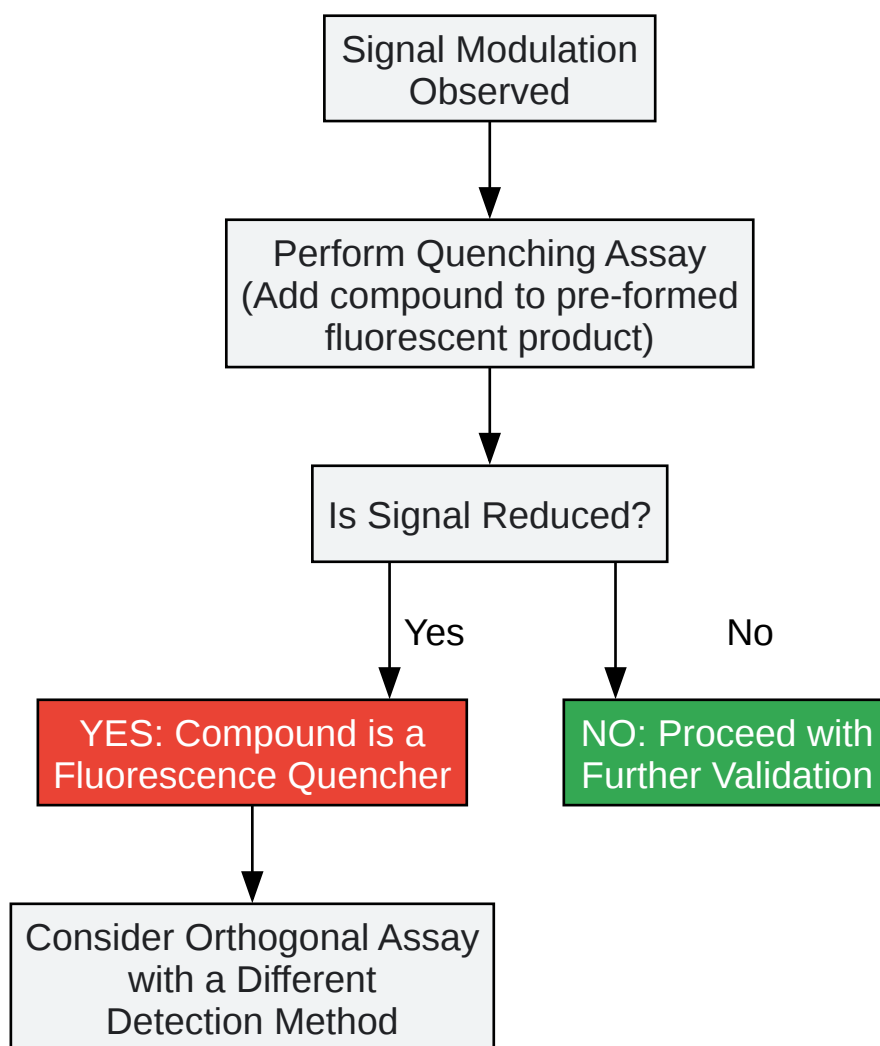 Signal Modulation
Observed
Perform Quenching Assay
(Add compound to pre-formed
fluorescent product)
Is Signal Reduced?
Yes
No
YES: Compound is a
Fluorescence Quencher
NO: Proceed with
Further Validation
Consider Orthogonal Assay
with a Different
Detection Method